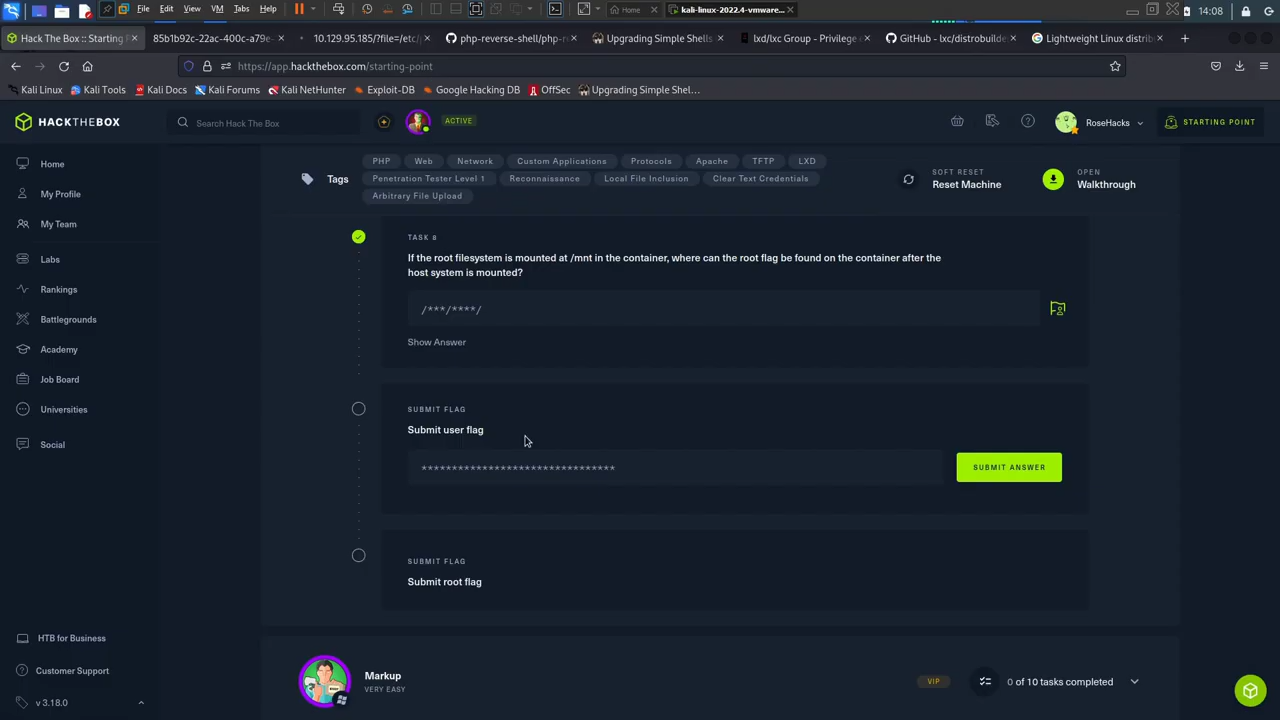 File Edit View VM Tabs Help
Home
kali-linux-2022.4-vmware...
14:08
Hack The Box :: Starting P
85b1b92c-22ac-400c-a79e-
10.129.95.185/?file=/etc/
php-reverse-shell/php-r
Upgrading Simple Shells
lxd/lxc Group - Privilege
GitHub - lxc/distrobuilde
Lightweight Linux distrib
https://app.hackthebox.com/starting-point
Kali Linux Kali Tools Kali Docs Kali Forums Kali NetHunter Exploit-DB Google Hacking DB OffSec Upgrading Simple Shel...
HACKTHEBOX
Search Hack The Box
ACTIVE
RoseHacks
STARTING POINT
Home
My Profile
My Team
Labs
Rankings
Battlegrounds
Academy
Job Board
Universities
Social
HTB for Business
Customer Support
v 3.18.0
Tags
PHP Web Network Custom Applications Protocols Apache TFTP LXD
Penetration Tester Level 1 Reconnaissance Local File Inclusion Clear Text Credentials
Arbitrary File Upload
SOFT RESET
Reset Machine
OPEN
Walkthrough
TASK 8
If the root filesystem is mounted at /mnt in the container, where can the root flag be found on the container after the
host system is mounted?
/***/****/
Show Answer
SUBMIT FLAG
Submit user flag
********************************
SUBMIT ANSWER
SUBMIT FLAG
Submit root flag
Markup
VERY EASY
VIP
0 of 10 tasks completed